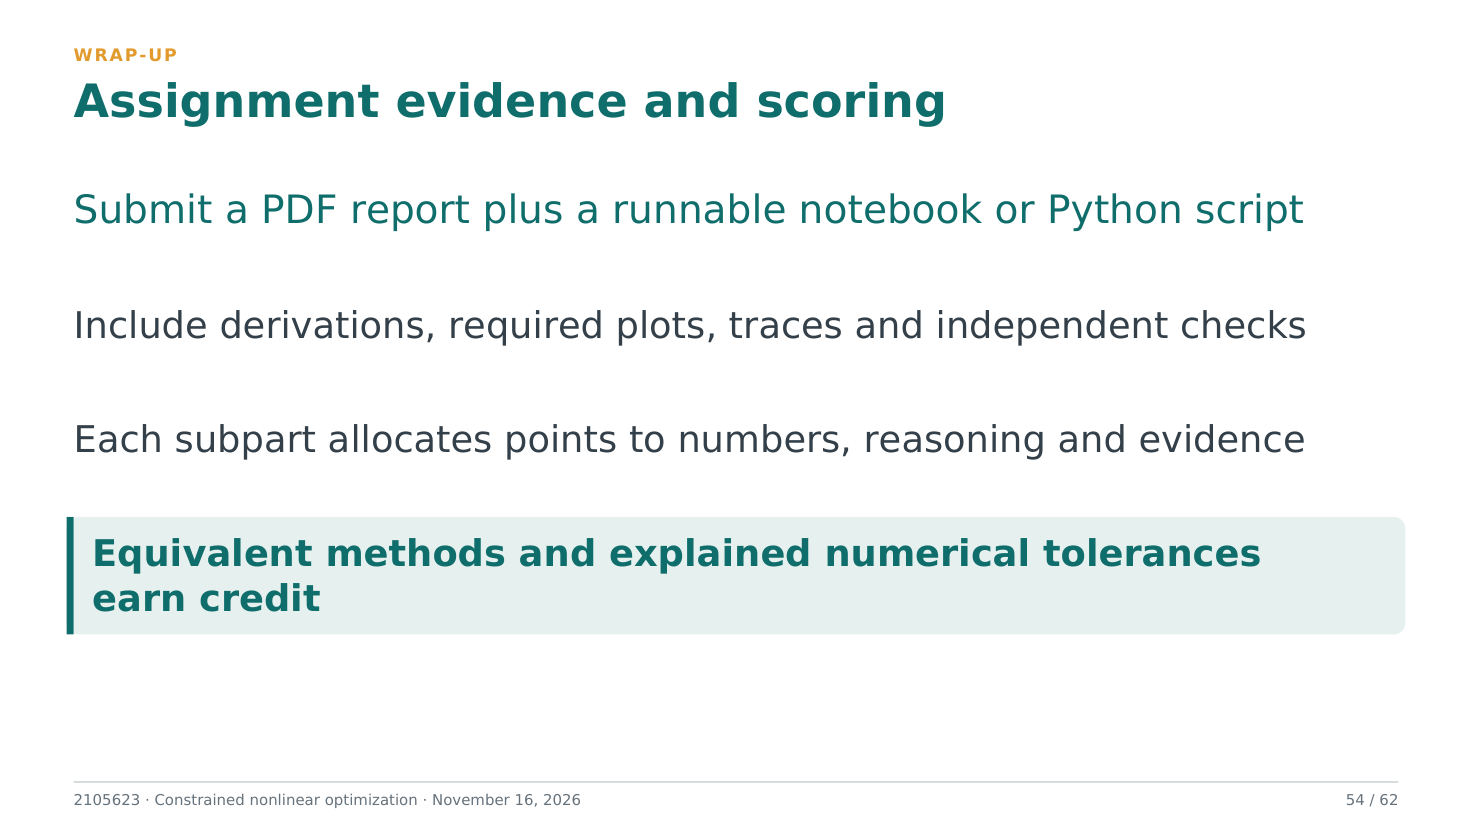 WRAP-UP
Assignment evidence and scoring
Submit a PDF report plus a runnable notebook or Python script
Include derivations, required plots, traces and independent checks
Each subpart allocates points to numbers, reasoning and evidence
Equivalent methods and explained numerical tolerances
earn credit
2105623 · Constrained nonlinear optimization · November 16, 2026
54 / 62